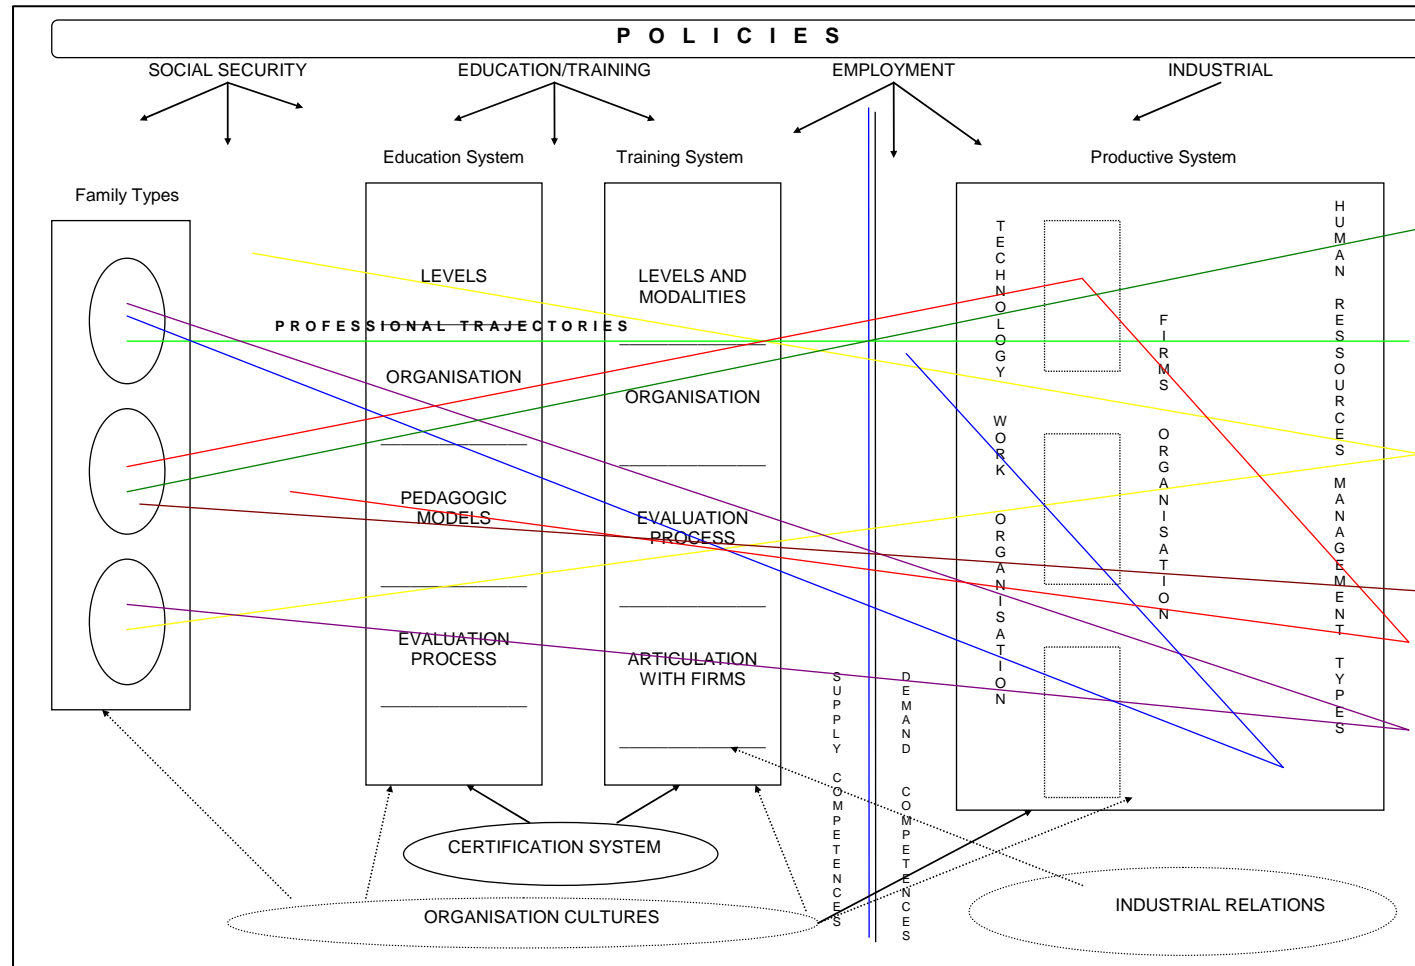 POLICIES
SOCIAL SECURITY
EDUCATION/TRAINING
EMPLOYMENT
INDUSTRIAL
Education System
Training System
Productive System
Family Types
LEVELS
LEVELS AND
MODALITIES
PROFESSIONAL TRAJECTORIES
ORGANISATION
ORGANISATION
PEDAGOGIC
MODELS
EVALUATION
PROCESS
EVALUATION
PROCESS
ARTICULATION
WITH FIRMS
SUPPLY COMPETENCES
DEMAND COMPETENCES
TECHNOLOGY WORK ORGANISATION
FIRMS ORGANISATION
HUMAN RESSOURCES MANAGEMENT TYPES
CERTIFICATION SYSTEM
ORGANISATION CULTURES
INDUSTRIAL RELATIONS